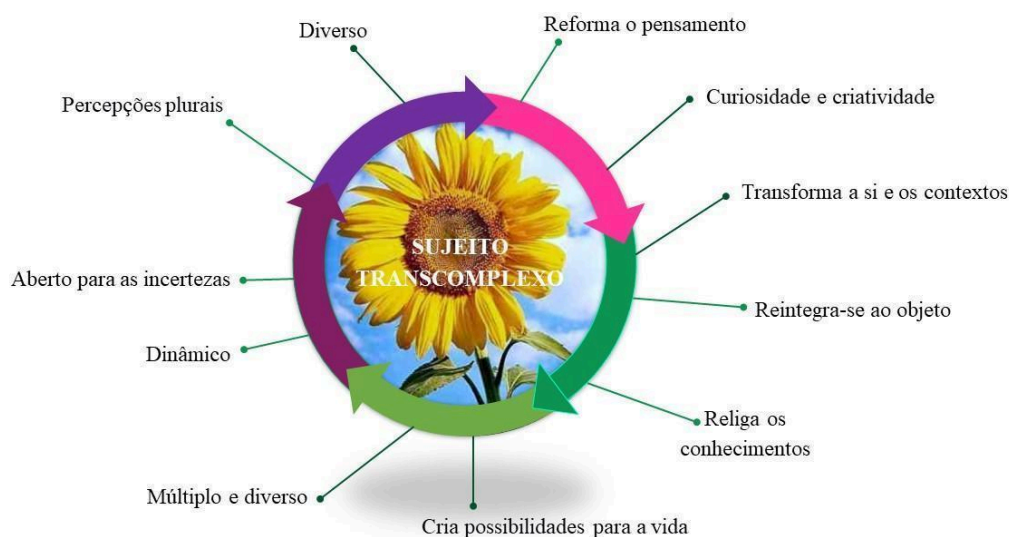 Diverso
Reforma o pensamento
Percepções plurais
Curiosidade e criatividade
Transforma a si e os contextos
SUJEITO
TRANSCOMPLEXO
Aberto para as incertezas
Reintegra-se ao objeto
Dinâmico
Religa os
conhecimentos
Múltiplo e diverso
Cria possibilidades para a vida